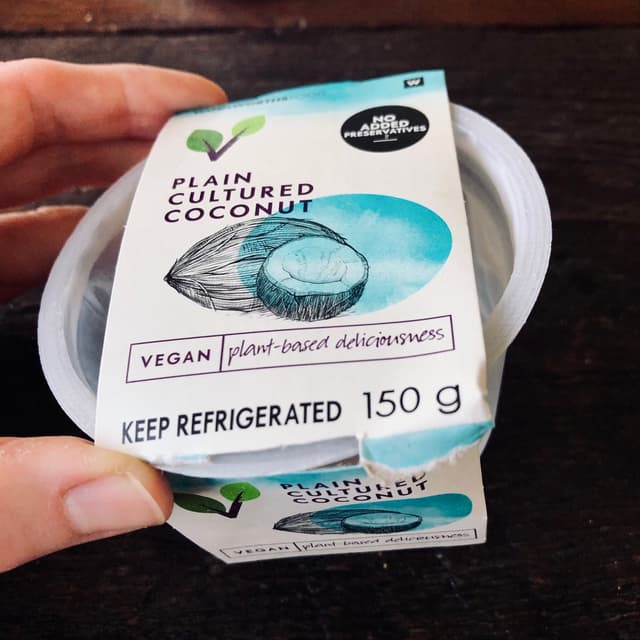 W
NO
ADDED
PRESERVATIVES
PLAIN
CULTURED
COCONUT
VEGAN plant-based deliciousness
KEEP REFRIGERATED 150 g
PLAIN
CULTURED
COCONUT
VEGAN plant-based deliciousness